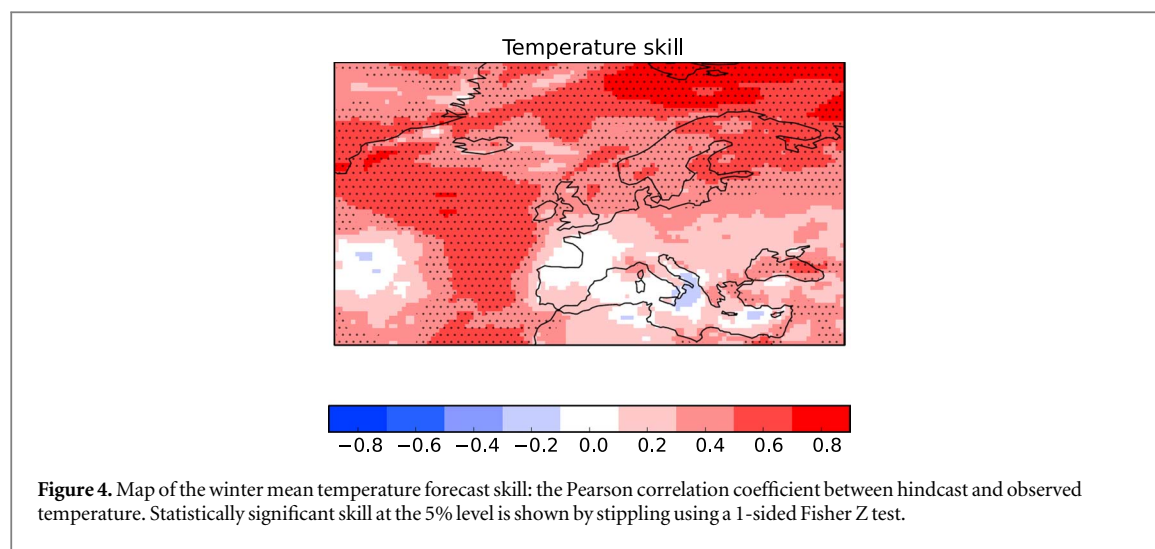 Temperature skill
−0.8 −0.6 −0.4 −0.2 0.0 0.2 0.4 0.6 0.8
Figure 4. Map of the winter mean temperature forecast skill: the Pearson correlation coefficient between hindcast and observed
temperature. Statistically significant skill at the 5% level is shown by stippling using a 1-sided Fisher Z test.